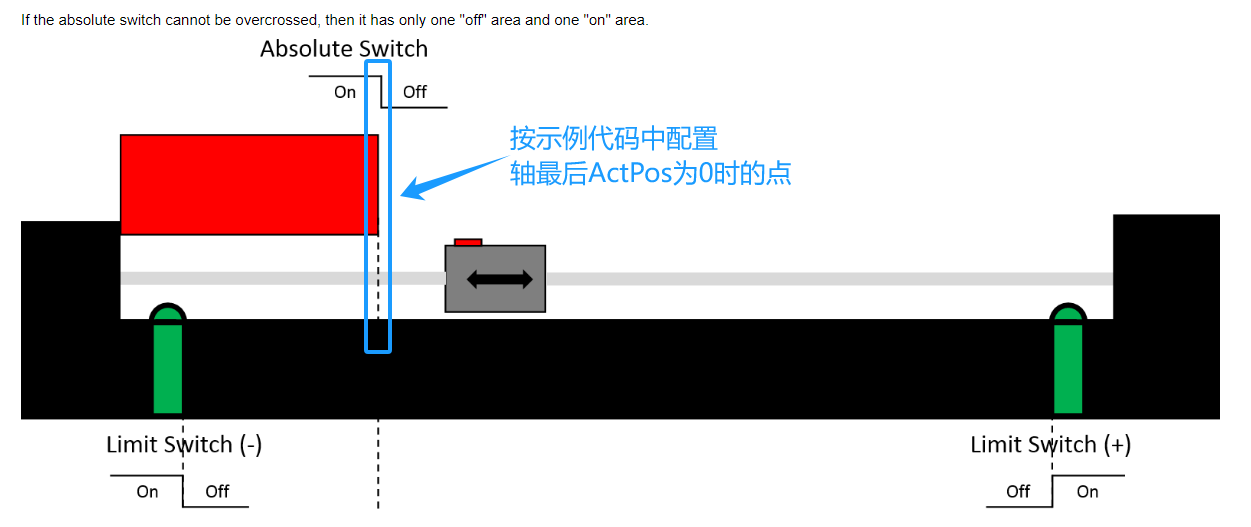 If the absolute switch cannot be overcrossed, then it has only one "off" area and one "on" area.
Absolute Switch
On
Off
按示例代码中配置
轴最后ActPos为0时的点
Limit Switch (-)
Limit Switch (+)
On
Off
Off
On